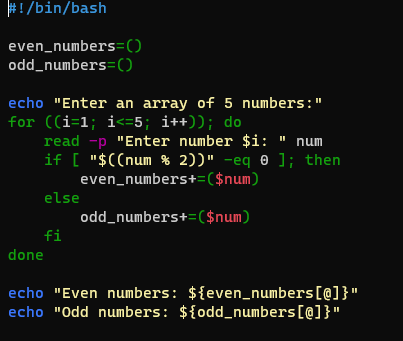 #!/bin/bash

even_numbers=()
odd_numbers=()

echo "Enter an array of 5 numbers:"
for ((i=1; i<=5; i++)); do
    read -p "Enter number $i: " num
    if [ "$((num % 2))" -eq 0 ]; then
        even_numbers+=($num)
    else
        odd_numbers+=($num)
    fi
done

echo "Even numbers: ${even_numbers[@]}"
echo "Odd numbers: ${odd_numbers[@]}"